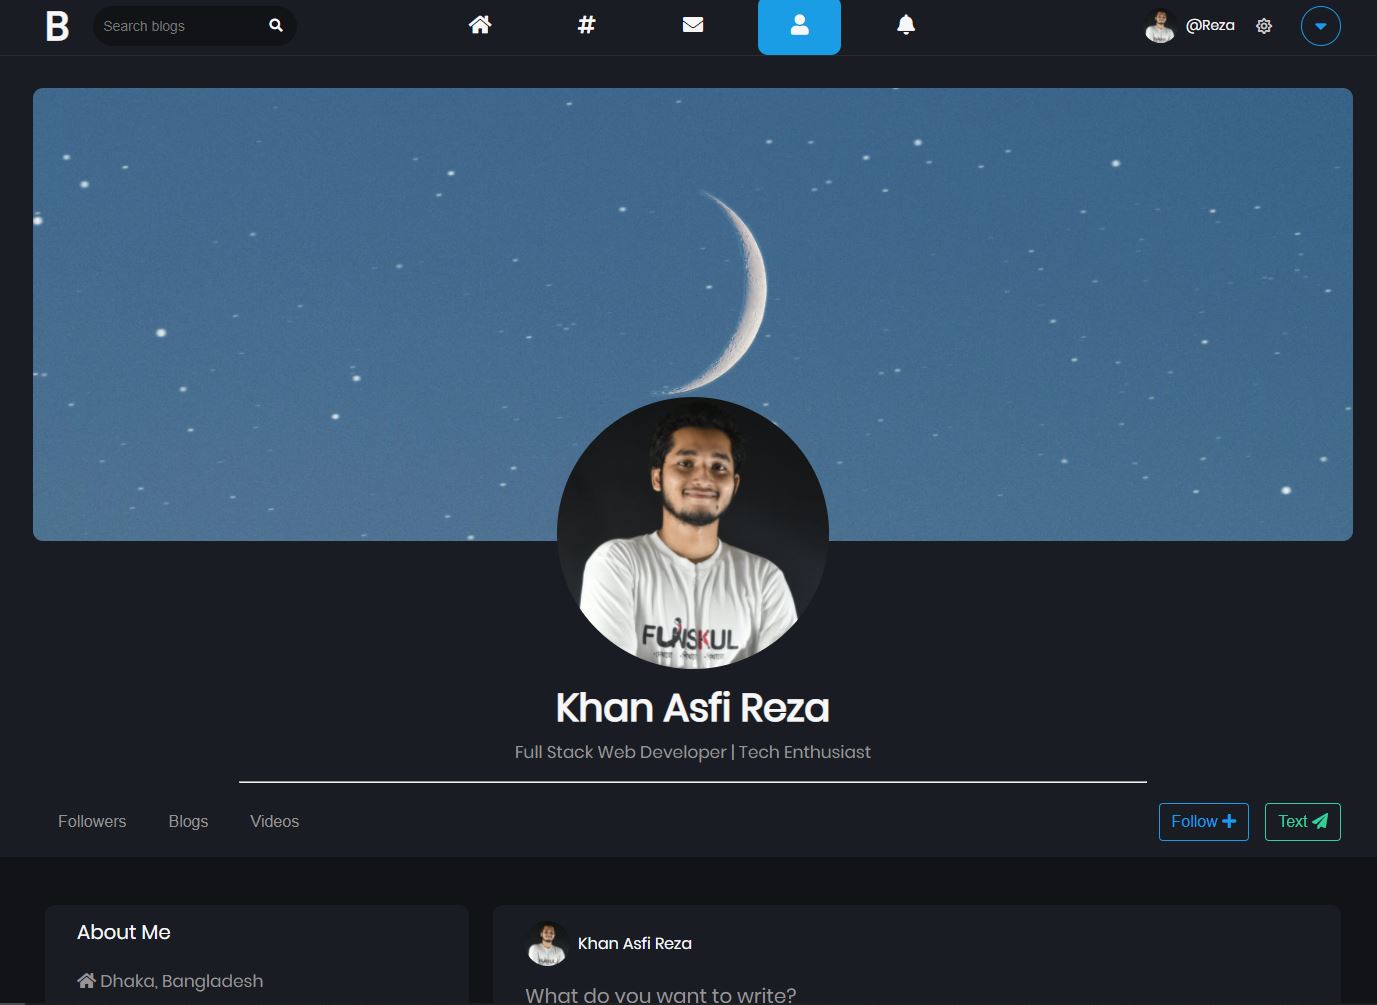 B Search blogs @Reza
FUNSKUL
Khan Asfi Reza
Full Stack Web Developer | Tech Enthusiast
Followers Blogs Videos Follow Text
About Me
Dhaka, Bangladesh
Khan Asfi Reza
What do you want to write?